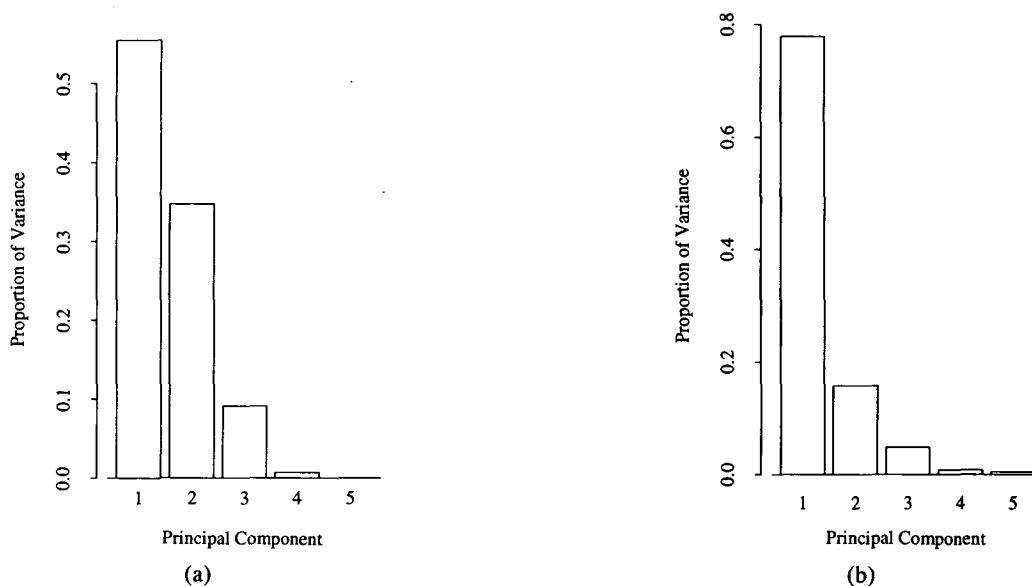 0.5
0.4
0.3
0.2
0.1
0.0
Proportion of Variance
1 2 3 4 5
Principal Component
(a)
0.8
0.6
0.4
0.2
0.0
Proportion of Variance
1 2 3 4 5
Principal Component
(b)